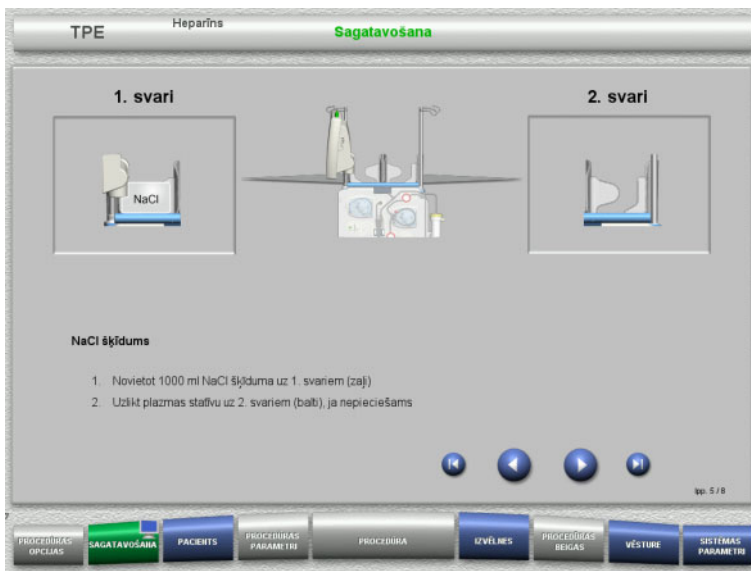 TPE
Heparīns
Sagatavošana
1. svari
2. svari
NaCl
NaCl šķīdums
1. Novietot 1000 ml NaCl šķīduma uz 1. svariem (zaļi)
2. Uzlikt plazmas statīvu uz 2. svariem (balti), ja nepieciešams
lpp. 5 / 8
PROCEDŪRAS OPCIJAS
SAGATAVOŠANA
PACIENTS
PROCEDŪRAS PARAMETRI
PROCEDŪRA
IZVĒLNES
PROCEDŪRAS BEIGAS
VĒSTURE
SISTĒMAS PARAMETRI